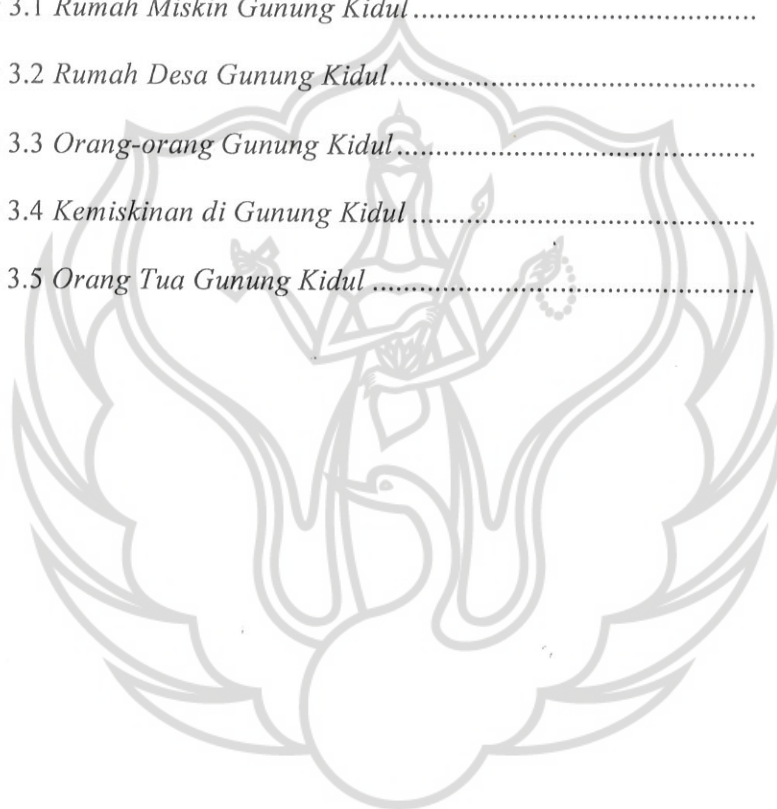 3.1 Rumah Miskin Gunung Kidul........................................
3.2 Rumah Desa Gunung Kidul...........................................
3.3 Orang-orang Gunung Kidul..........................................
3.4 Kemiskinan di Gunung Kidul........................................
3.5 Orang Tua Gunung Kidul............................................